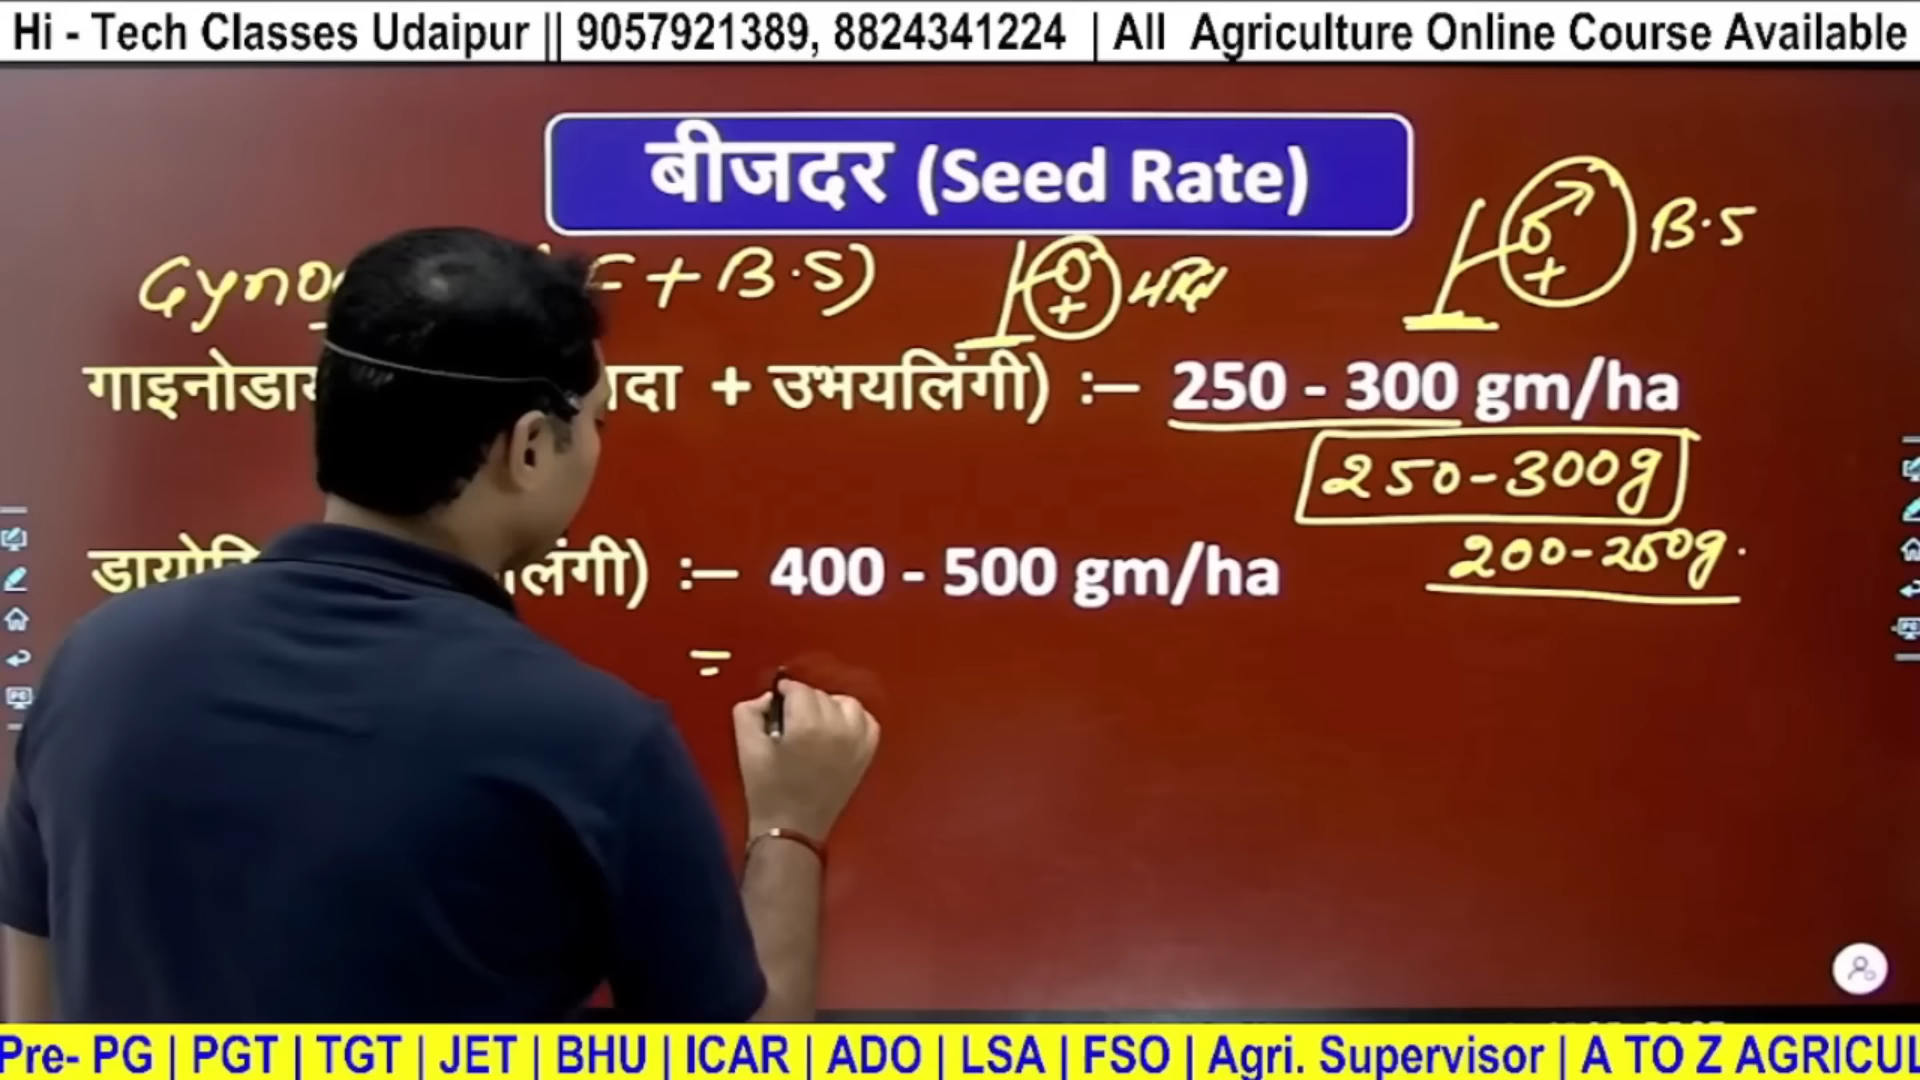 Hi - Tech Classes Udaipur || 9057921389, 8824341224 | All Agriculture Online Course Available
बीजदर (Seed Rate)
B.S
+ B.S)
मादा
+ उभयलिंगी) :– 250 - 300 gm/ha
250-300g
200-250g.
लिंगी) :– 400 - 500 gm/ha
=
Pre- PG | PGT | TGT | JET | BHU | ICAR | ADO | LSA | FSO | Agri. Supervisor | A TO Z AGRICUL